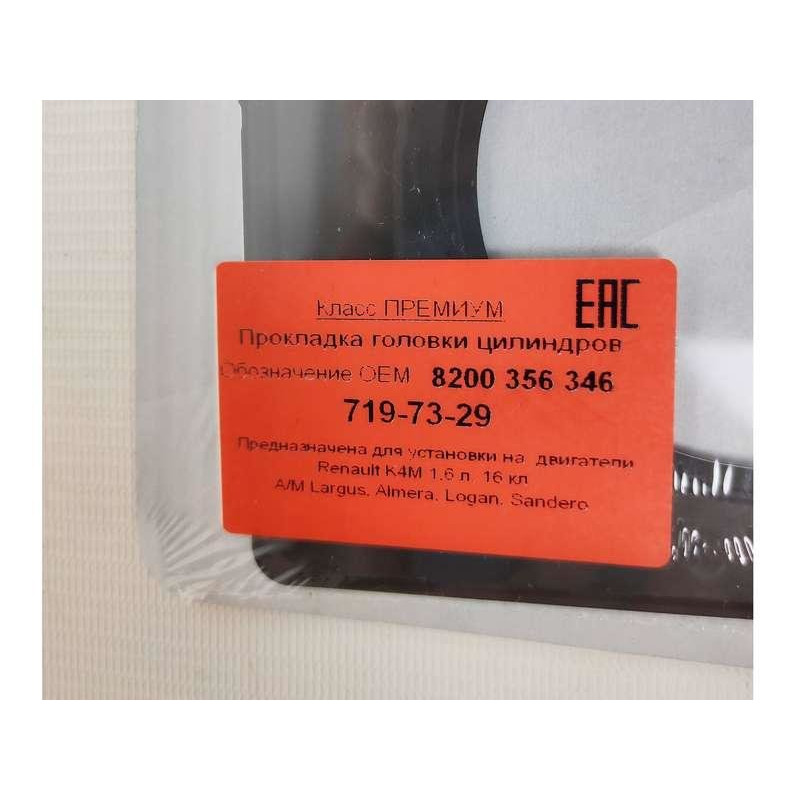 Класс ПРЕМИУМ
EAC
Прокладка головки цилиндров
Обозначение OEM 8200 356 346
719-73-29
Предназначена для установки на двигатели
Renault K4M 1.6 л. 16 кл
А/М Largus, Almera, Logan, Sandero